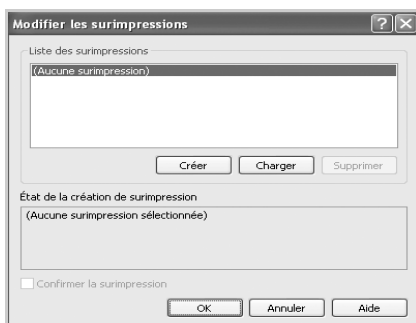 Modifier les surimpressions
Liste des surimpressions
(Aucune surimpression)
Créer Charger Supprimer
État de la création de surimpression
(Aucune surimpression sélectionnée)
Confirmer la surimpression
OK Annuler Aide